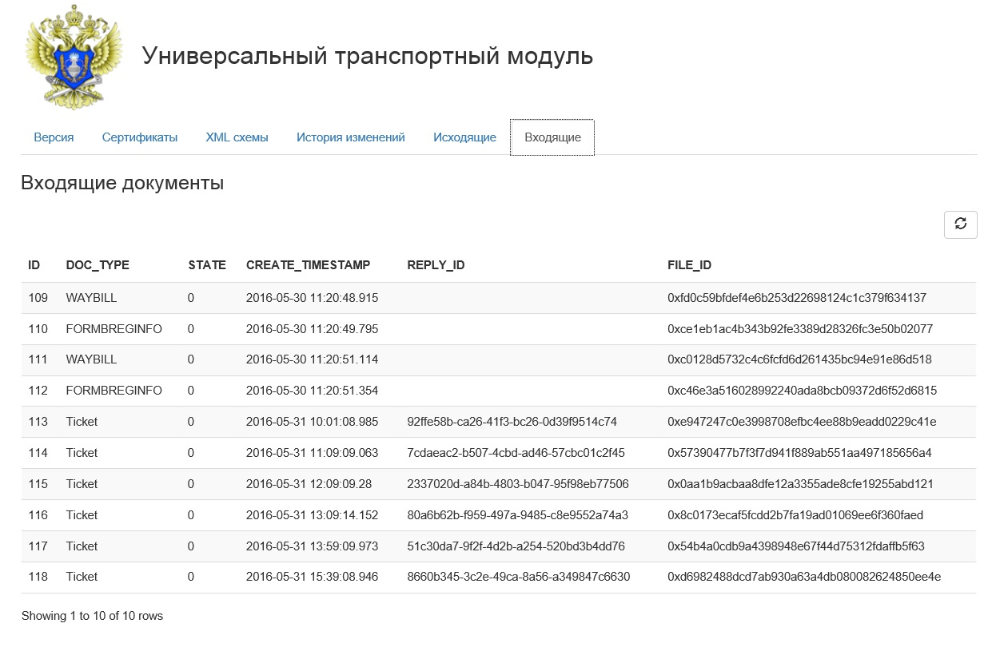 Универсальный транспортный модуль
Версия Сертификаты XML схемы История изменений Исходящие Входящие
Входящие документы
ID DOC_TYPE STATE CREATE_TIMESTAMP REPLY_ID FILE_ID
109 WAYBILL 0 2016-05-30 11:20:48.915 0xfd0c59bfdef4e6b253d22698124c1c379f634137
110 FORMBREGINFO 0 2016-05-30 11:20:49.795 0xce1eb1ac4b343b92fe3389d28326fc3e50b02077
111 WAYBILL 0 2016-05-30 11:20:51.114 0xc0128d5732c4c6fcfd6d261435bc94e91e86d518
112 FORMBREGINFO 0 2016-05-30 11:20:51.354 0xc46e3a516028992240ada8bcb09372d6f52d6815
113 Ticket 0 2016-05-31 10:01:08.985 92ffe58b-ca26-41f3-bc26-0d39f9514c74 0xe947247c0e3998708efbc4ee88b9eadd0229c41e
114 Ticket 0 2016-05-31 11:09:09.063 7cdaeac2-b507-4cbd-ad46-57cbc01c2f45 0x57390477b7f3f7d941f889ab551aa497185656a4
115 Ticket 0 2016-05-31 12:09:09.28 2337020d-a84b-4803-b047-95f98eb77506 0x0aa1b9acbaa8dfe12a3355ade8cfe19255abd121
116 Ticket 0 2016-05-31 13:09:14.152 80a6b62b-f959-497a-9485-c8e9552a74a3 0x8c0173ecaf5fcdd2b7fa19ad01069ee6f360faed
117 Ticket 0 2016-05-31 13:59:09.973 51c30da7-9f2f-4d2b-a254-520bd3b4dd76 0x54b4a0cdb9a4398948e67f44d75312fdaffb5f63
118 Ticket 0 2016-05-31 15:39:08.946 8660b345-3c2e-49ca-8a56-a349847c6630 0xd6982488dcd7ab930a63a4db080082624850ee4e
Showing 1 to 10 of 10 rows